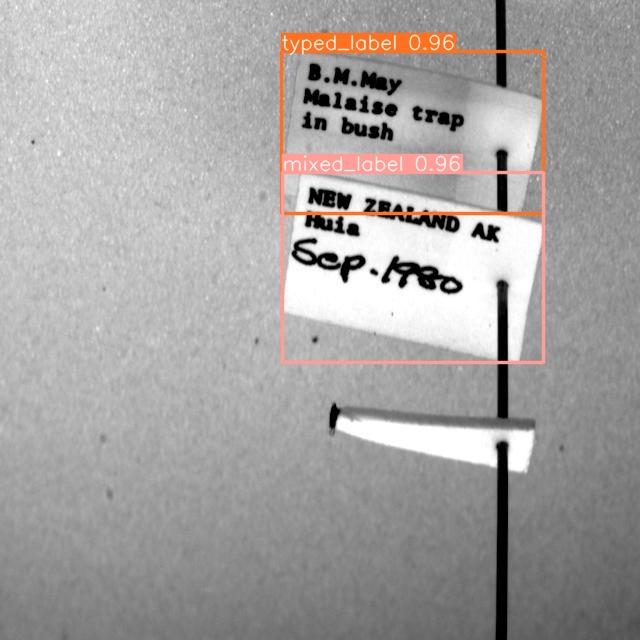 typed_label 0.96
B.M.May
Malaise trap
in bush
mixed_label 0.96
NEW ZEALAND AK
Huia
Sep. 1980